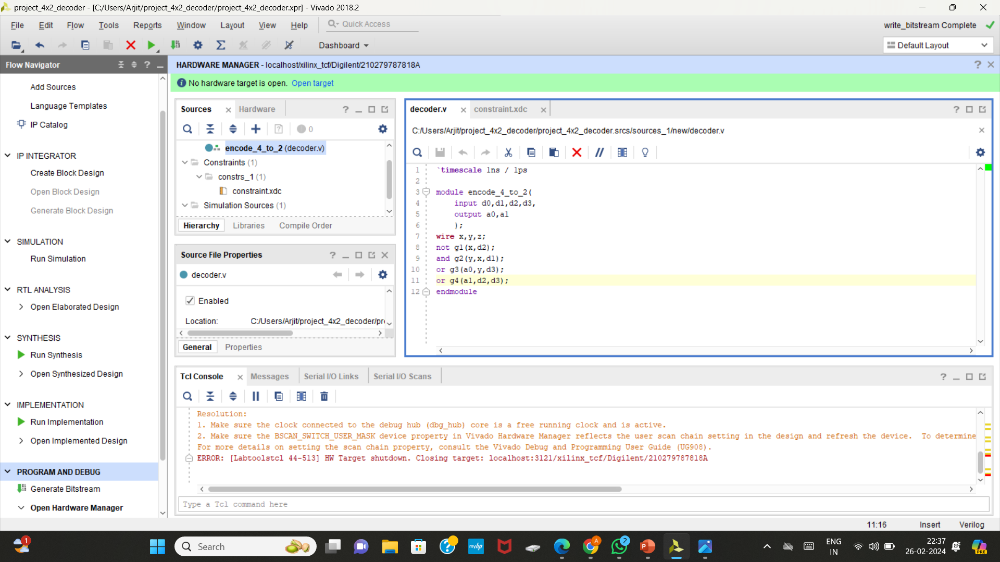 project_4x2_decoder - [C:/Users/Arjit/project_4x2_decoder/project_4x2_decoder.xpr] - Vivado 2018.2
File Edit Flow Tools Reports Window Layout View Help Quick Access
write_bitstream Complete
Dashboard
Default Layout
Flow Navigator
Add Sources
Language Templates
IP Catalog
IP INTEGRATOR
Create Block Design
Open Block Design
Generate Block Design
SIMULATION
Run Simulation
RTL ANALYSIS
Open Elaborated Design
SYNTHESIS
Run Synthesis
Open Synthesized Design
IMPLEMENTATION
Run Implementation
Open Implemented Design
PROGRAM AND DEBUG
Generate Bitstream
Open Hardware Manager
HARDWARE MANAGER - localhost/xilinx_tcf/Digilent/210279787818A
No hardware target is open. Open target
Sources Hardware
0
encode_4_to_2 (decoder.v)
Constraints (1)
constrs_1 (1)
constraint.xdc
Simulation Sources (1)
Hierarchy Libraries Compile Order
Source File Properties
decoder.v
Enabled
Location: C:/Users/Arjit/project_4x2_decoder/pr
General Properties
decoder.v constraint.xdc
C:/Users/Arjit/project_4x2_decoder/project_4x2_decoder.srcs/sources_1/new/decoder.v
1 `timescale 1ns / 1ps
2
3 module encode_4_to_2(
4 input d0,d1,d2,d3,
5 output a0,a1
6 );
7 wire x,y,z;
8 not g1(x,d2);
9 and g2(y,x,d1);
10 or g3(a0,y,d3);
11 or g4(a1,d2,d3);
12 endmodule
Tcl Console Messages Serial I/O Links Serial I/O Scans
Resolution:
1. Make sure the clock connected to the debug hub (dbg_hub) core is a free running clock and is active.
2. Make sure the BSCAN_SWITCH_USER_MASK device property in Vivado Hardware Manager reflects the user scan chain setting in the design and refresh the device. To determine
For more details on setting the scan chain property, consult the Vivado Debug and Programming User Guide (UG908).
ERROR: [Labtoolstcl 44-513] HW Target shutdown. Closing target: localhost:3121/xilinx_tcf/Digilent/210279787818A
Type a Tcl command here
11:16 Insert Verilog
1
Search
myhp
A
2
ENG
IN
22:37
26-02-2024
PRE